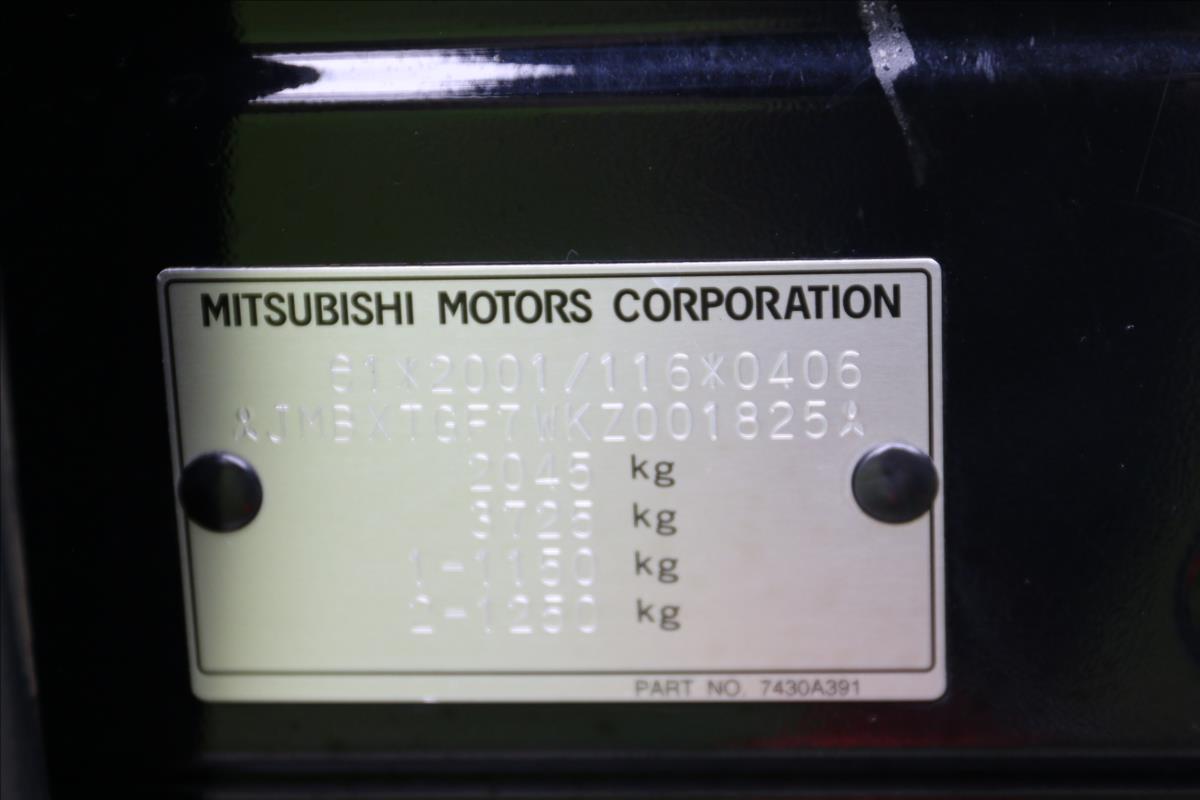 MITSUBISHI MOTORS CORPORATION
e1*2001/116*0406
JMBXTGF7WKZ001825
2045 kg
3725 kg
1-1150 kg
2-1250 kg
PART NO. 7430A391